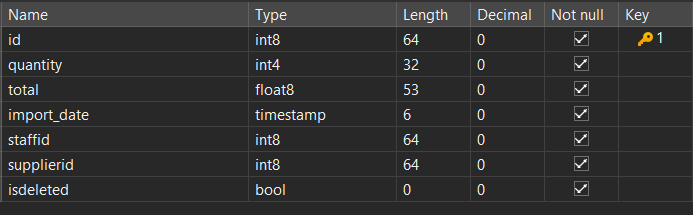 Name Type Length Decimal Not null Key
id int8 64 0 1
quantity int4 32 0
total float8 53 0
import_date timestamp 6 0
staffid int8 64 0
supplierid int8 64 0
isdeleted bool 0 0